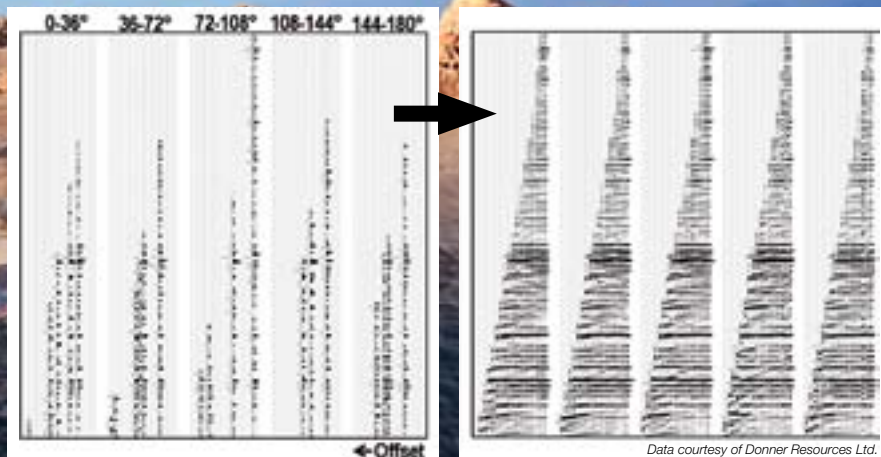 0-36° 36-72° 72-108° 108-144° 144-180°
←Offset
Data courtesy of Donner Resources Ltd.